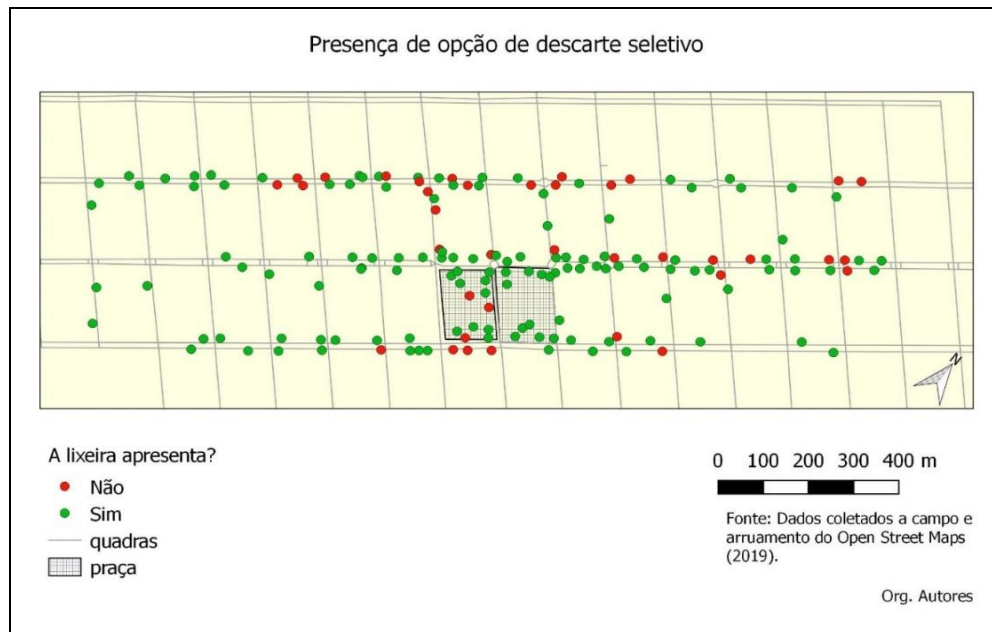 Presença de opção de descarte seletivo
N
A lixeira apresenta?
Não
Sim
quadras
praça
0 100 200 300 400 m
Fonte: Dados coletados a campo e
arruamento do Open Street Maps
(2019).
Org. Autores